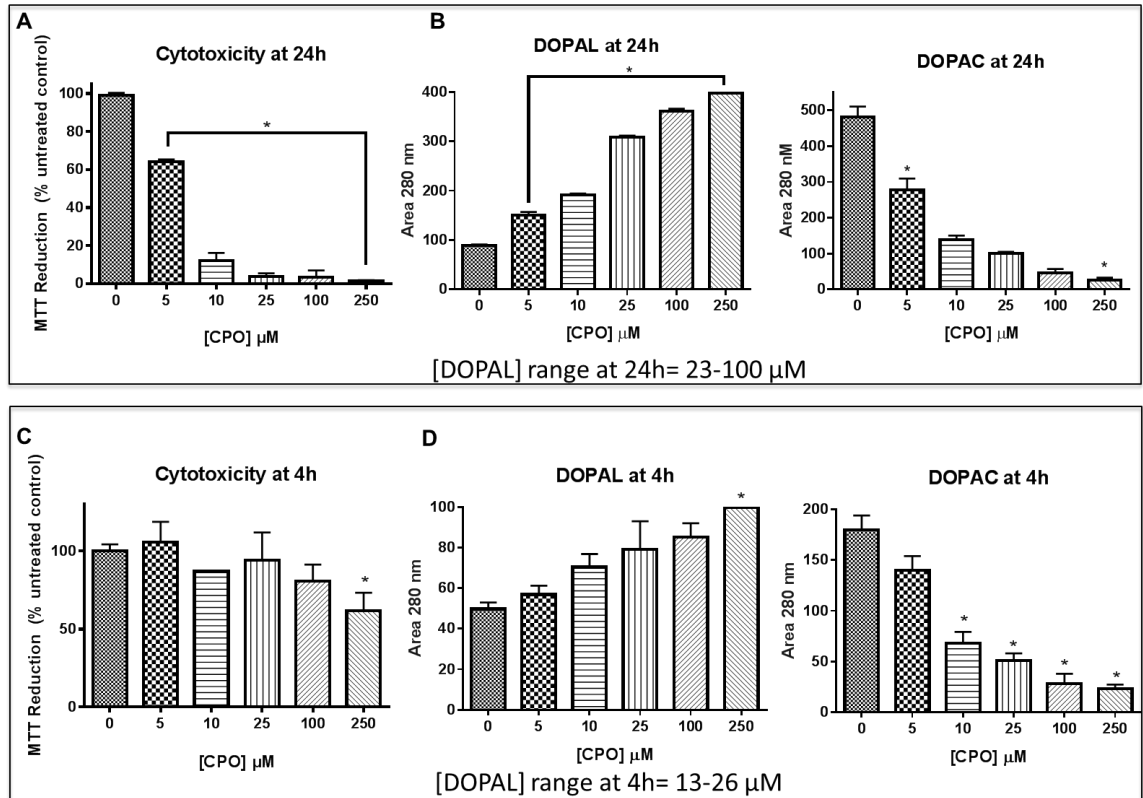 A
Cytotoxicity at 24h
MTT Reduction (% untreated control)
100
80
60
40
20
0
*
0 5 10 25 100 250
[CPO] µM
B
DOPAL at 24h
Area 280 nm
400
300
200
100
0
*
0 5 10 25 100 250
[CPO] µM
DOPAC at 24h
Area 280 nM
500
400
300
200
100
0
*
*
0 5 10 25 100 250
[CPO] µM
[DOPAL] range at 24h= 23-100 µM
C
Cytotoxicity at 4h
MTT Reduction (% untreated control)
100
50
0
*
0 5 10 25 100 250
[CPO] µM
D
DOPAL at 4h
Area 280 nm
100
80
60
40
20
0
*
0 5 10 25 100 250
[CPO] µM
DOPAC at 4h
Area 280 nm
200
150
100
50
0
* * * *
0 5 10 25 100 250
[CPO] µM
[DOPAL] range at 4h= 13-26 µM